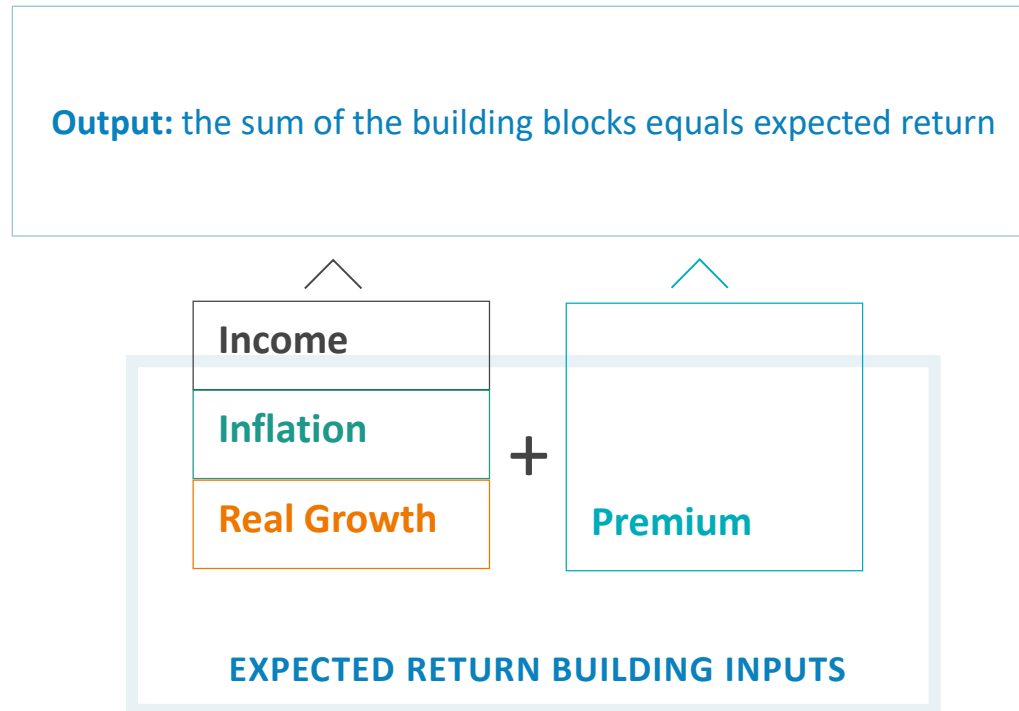 Output: the sum of the building blocks equals expected return
Income
Inflation
Real Growth
+
Premium
EXPECTED RETURN BUILDING INPUTS